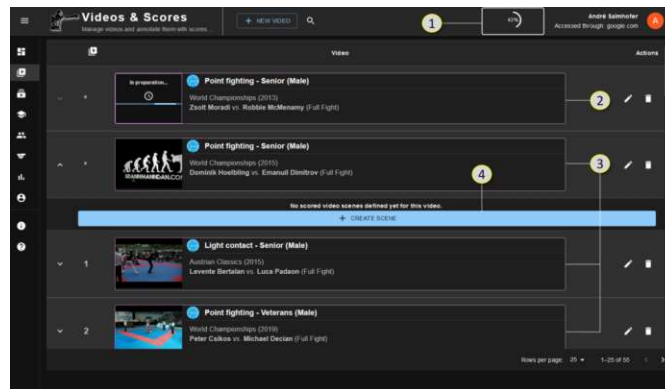 Videos & Scores
Manage videos and annotate them with scores...
+ NEW VIDEO
1
43%
André Salmhofer
Accessed through: google.com
A
Video
Actions
In preparation...
Point fighting - Senior (Male)
World Championships (2013)
Zsolt Moradi vs. Robbie McMenamy (Full Fight)
2
Point fighting - Senior (Male)
World Championships (2015)
Dominik Hoelbling vs. Emanuil Dimitrov (Full Fight)
3
4
No scored video scenes defined yet for this video.
+ CREATE SCENE
1
Light contact - Senior (Male)
Austrian Classics (2015)
Levente Bertalan vs. Luca Padaon (Full Fight)
2
Point fighting - Veterans (Male)
World Championships (2019)
Peter Csikos vs. Michael Decian (Full Fight)
Rows per page: 25
1-25 of 55